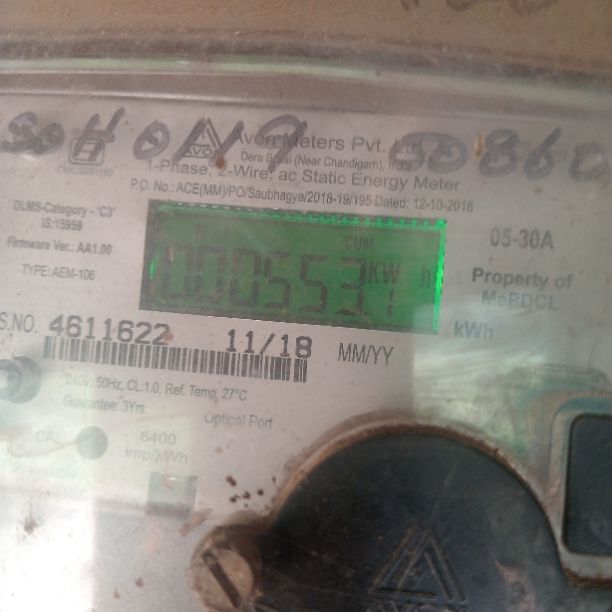 Avon Meters Pvt.
Dera Bassi (Near Chandigarh),
1-Phase, 2-Wire, ac Static Energy Meter
P.O. No.: ACE(MM)/PO/Saubhagya/2018-19/195 Dated: 12-10-2018
DLMS-Category - 'C3'
IS:15959
Firmware Ver.: AA1.00
TYPE: AEM-106
CUM
000553.1 KW h
05-30A
Property of
MePDCL
kWh
S.NO. 4611622 11/18 MM/YY
240V, 50Hz, CL:1.0, Ref. Temp. 27°C
Guarantee: 3Yrs
Optical Port
CAL
6400
imp/kWh